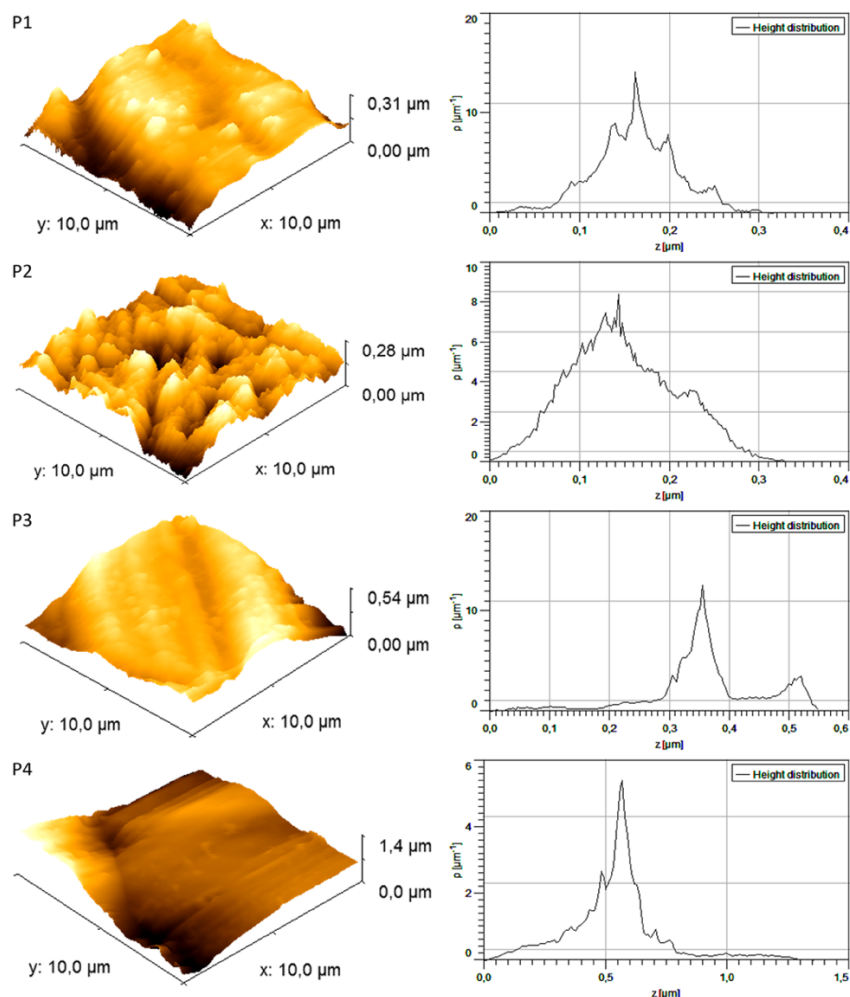 P1
0,31 µm
0,00 µm
y: 10,0 µm
x: 10,0 µm
20
10
0
ρ [µm⁻¹]
Height distribution
0,0 0,1 0,2 0,3 0,4
z [µm]
P2
0,28 µm
0,00 µm
y: 10,0 µm
x: 10,0 µm
10
8
6
4
2
0
ρ [µm⁻¹]
Height distribution
0,0 0,1 0,2 0,3 0,4
z [µm]
P3
0,54 µm
0,00 µm
y: 10,0 µm
x: 10,0 µm
20
10
0
ρ [µm⁻¹]
Height distribution
0,0 0,1 0,2 0,3 0,4 0,5 0,6
z [µm]
P4
1,4 µm
0,0 µm
y: 10,0 µm
x: 10,0 µm
6
4
2
0
ρ [µm⁻¹]
Height distribution
0,0 0,5 1,0 1,5
z [µm]